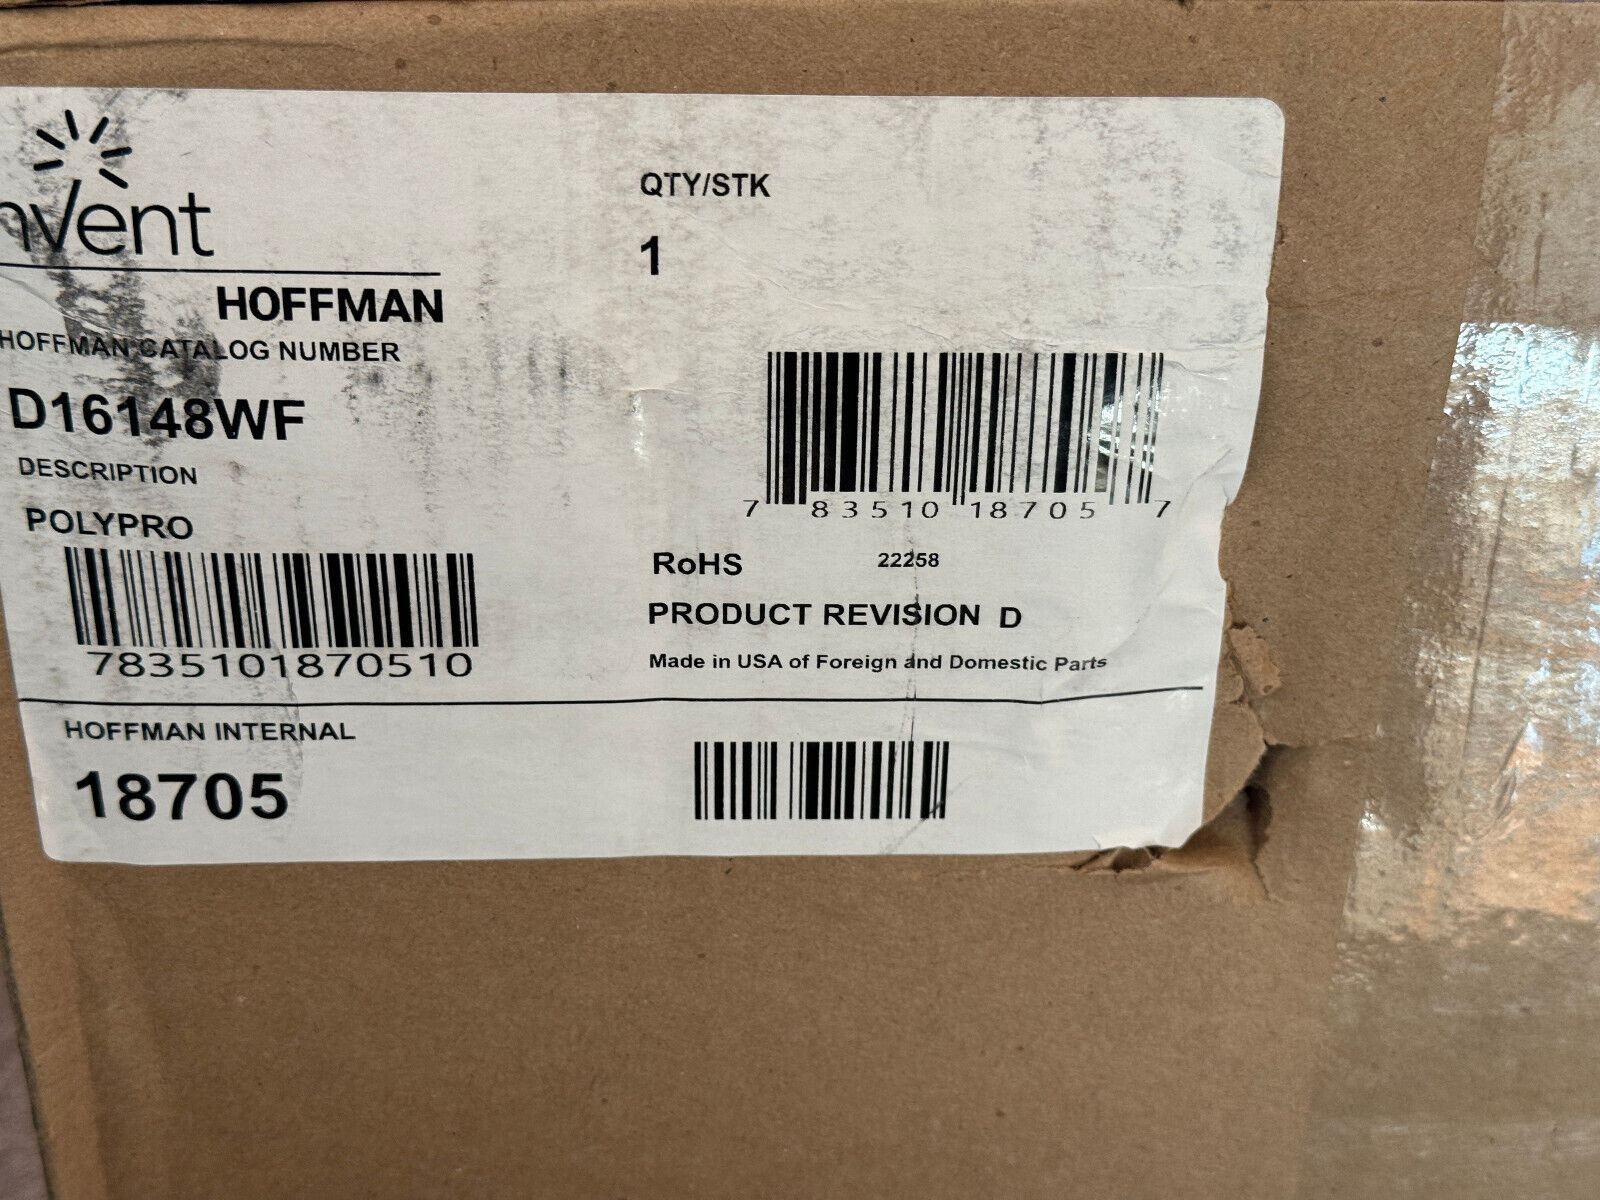 nVent
HOFFMAN
HOFFMAN CATALOG NUMBER
D16148WF
DESCRIPTION
POLYPRO
7835101870510
QTY/STK
1
7 83510 18705 7
RoHS 22258
PRODUCT REVISION D
Made in USA of Foreign and Domestic Parts
HOFFMAN INTERNAL
18705